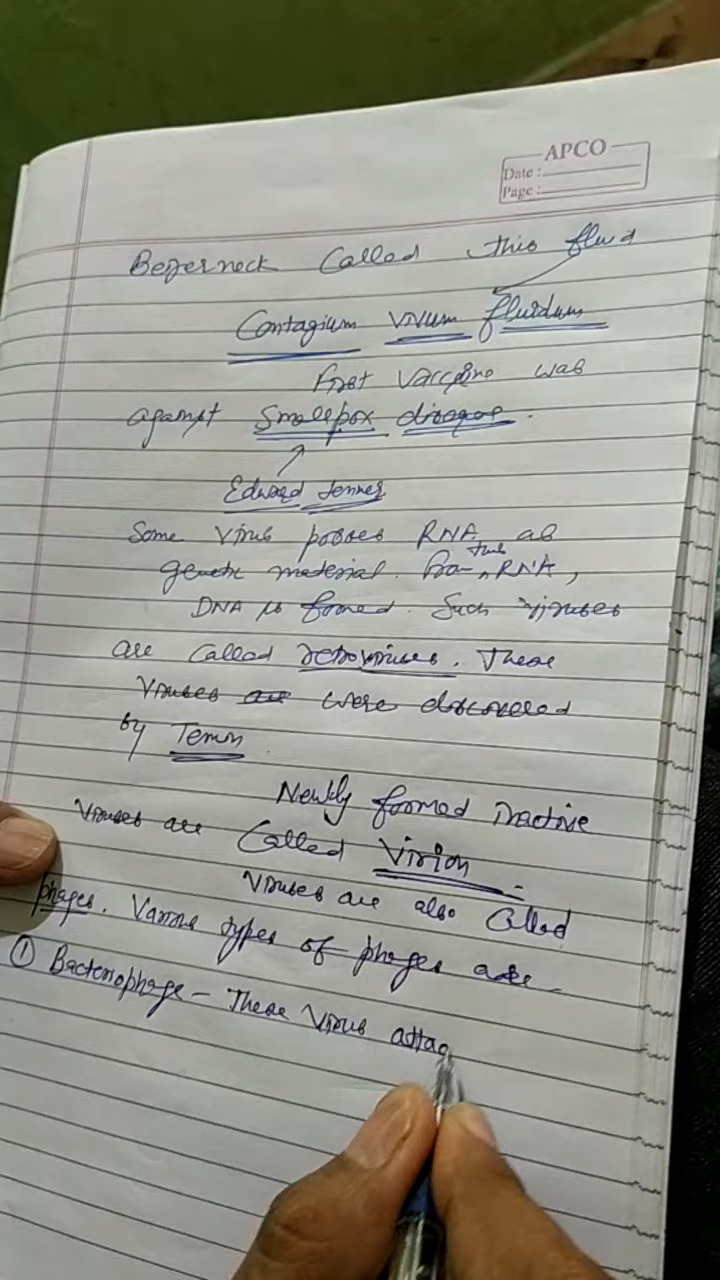 APCO
Date :
Page :
Bejerneck Called this fluid
Contagium vivum fluidum
First vaccine was
against Smallpox disease.
Edward Jenner
Some virus posses RNA as
genetic material. From this RNA,
DNA is formed. Such viruses
are called retroviruses. These
viruses are were discovered
by Temin
Newly formed inactive
viruses are called Virion.
Viruses are also called
phages. Various types of phages are -
① Bacteriophage - These virus attac